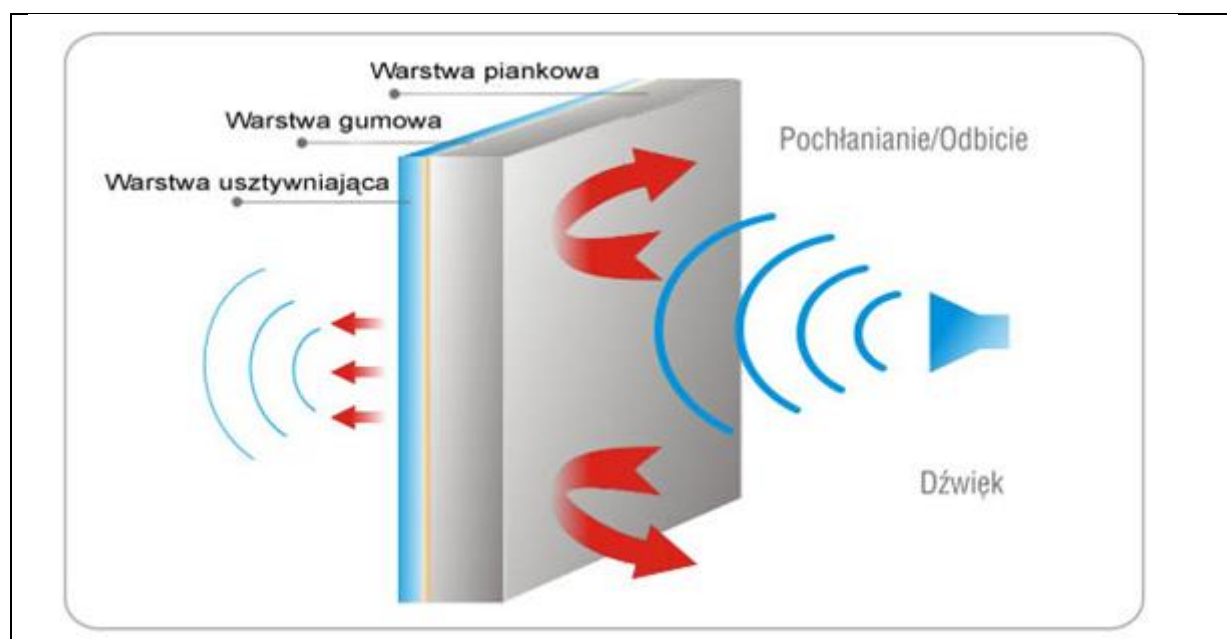 Warstwa piankowa
Warstwa gumowa
Warstwa usztywniająca
Pochłanianie/Odbicie
Dźwięk